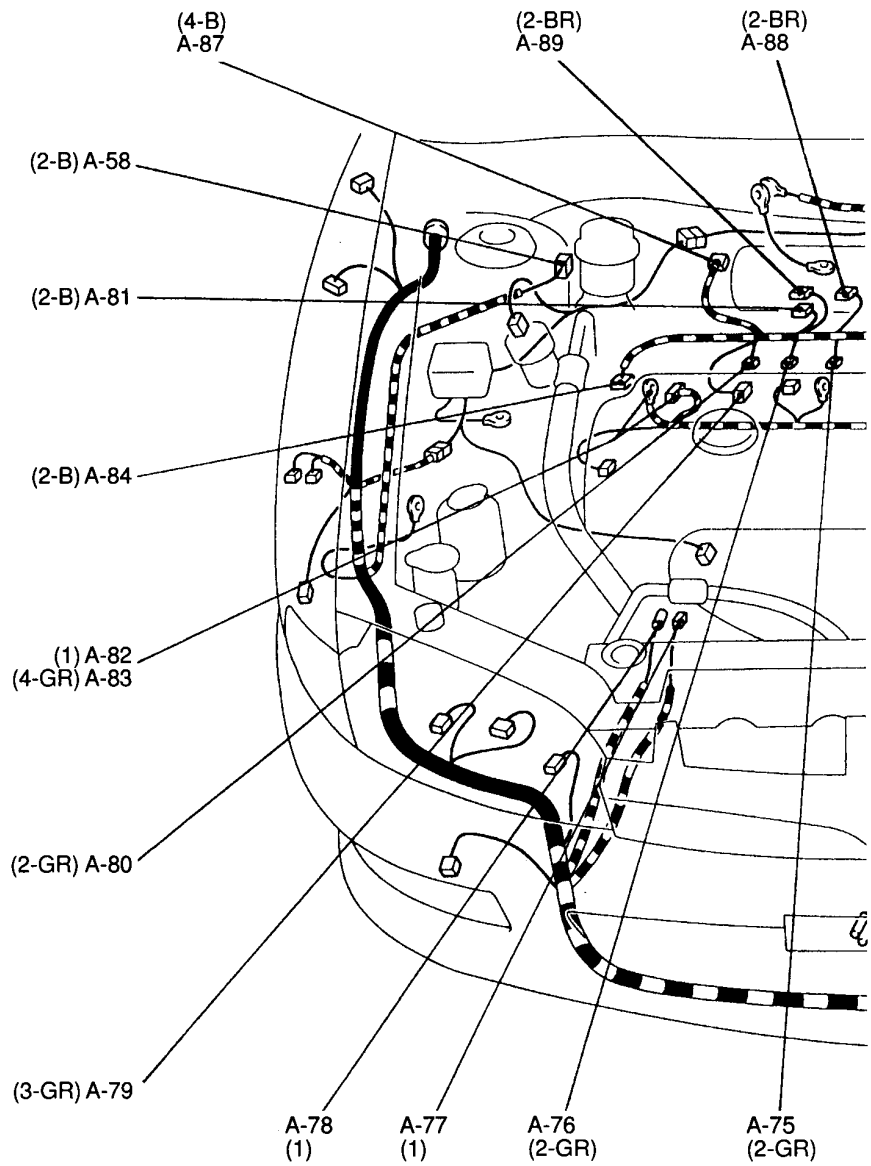 (4-B)
A-87
(2-BR)
A-89
(2-BR)
A-88
(2-B) A-58
(2-B) A-81
(2-B) A-84
(1) A-82
(4-GR) A-83
(2-GR) A-80
(3-GR) A-79
A-78
(1)
A-77
(1)
A-76
(2-GR)
A-75
(2-GR)